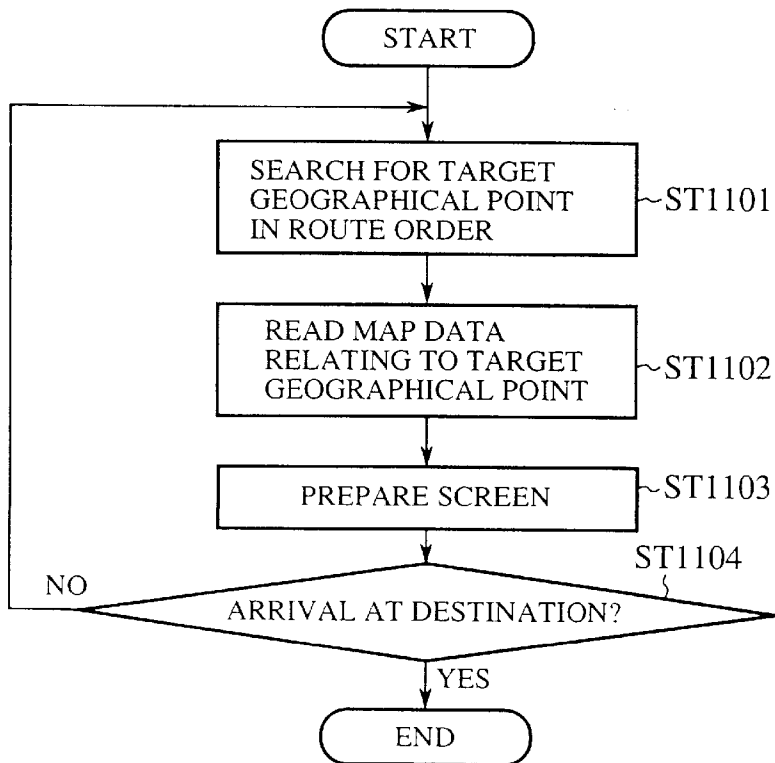 START
SEARCH FOR TARGET
GEOGRAPHICAL POINT
IN ROUTE ORDER
ST1101
READ MAP DATA
RELATING TO TARGET
GEOGRAPHICAL POINT
ST1102
PREPARE SCREEN
ST1103
ST1104
NO
ARRIVAL AT DESTINATION?
YES
END